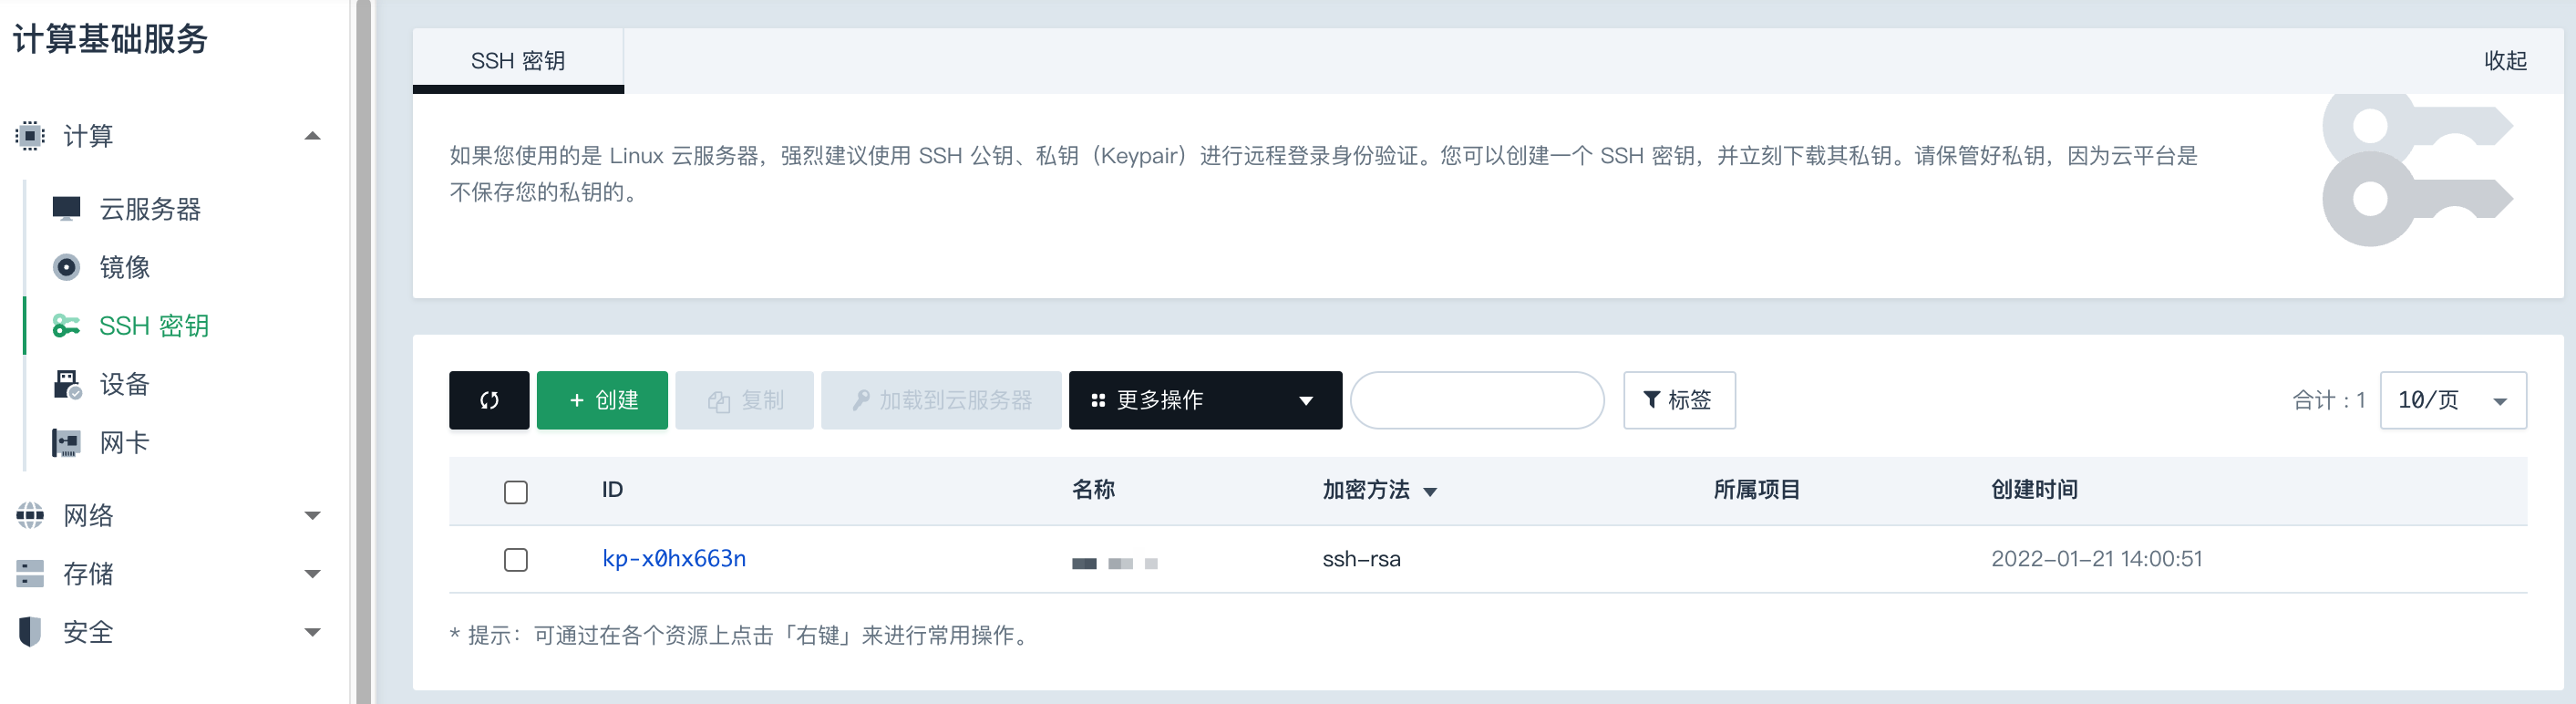 计算基础服务
计算
云服务器
镜像
SSH 密钥
设备
网卡
网络
存储
安全
SSH 密钥
收起
如果您使用的是 Linux 云服务器，强烈建议使用 SSH 公钥、私钥（Keypair）进行远程登录身份验证。您可以创建一个 SSH 密钥，并立刻下载其私钥。请保管好私钥，因为云平台是
不保存您的私钥的。
+ 创建 复制 加载到云服务器 更多操作 标签 合计：1 10/页
ID 名称 加密方法 所属项目 创建时间
kp-x0hx663n ssh-rsa 2022-01-21 14:00:51
* 提示：可通过在各个资源上点击「右键」来进行常用操作。